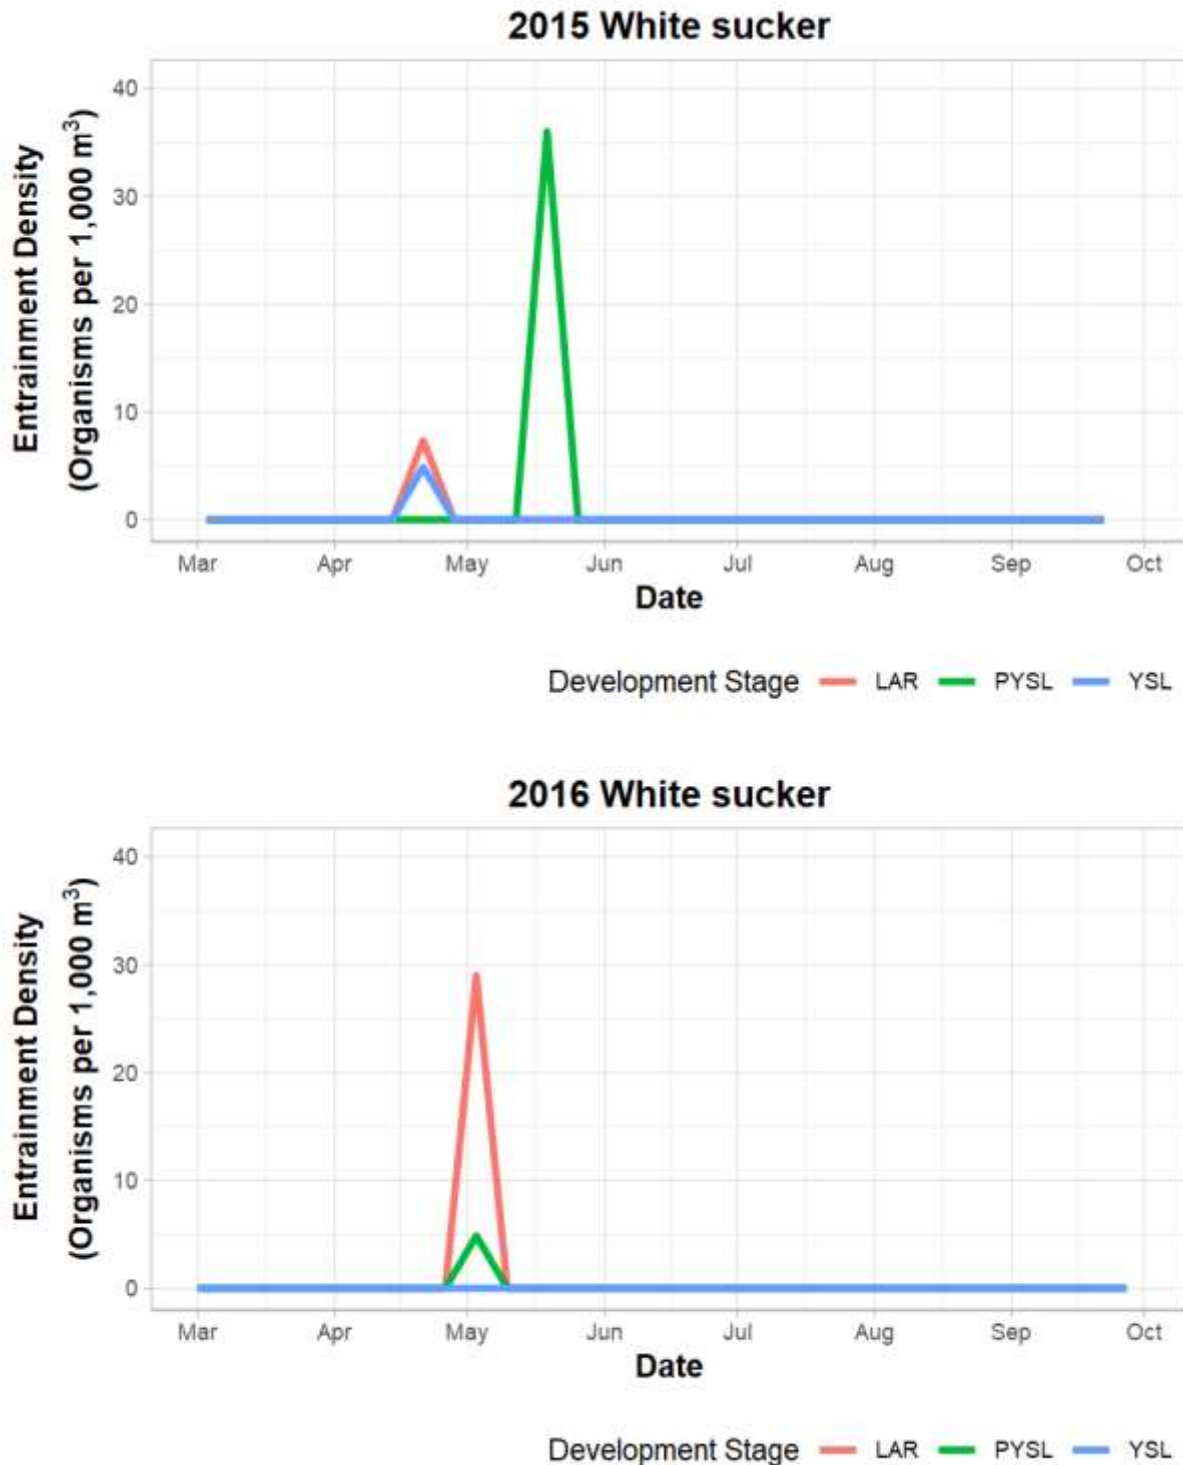 2015 White sucker
Entrainment Density
(Organisms per 1,000 m³)
40
30
20
10
0
Mar Apr May Jun Jul Aug Sep Oct
Date
Development Stage LAR PYSL YSL
2016 White sucker
Entrainment Density
(Organisms per 1,000 m³)
40
30
20
10
0
Mar Apr May Jun Jul Aug Sep Oct
Date
Development Stage LAR PYSL YSL